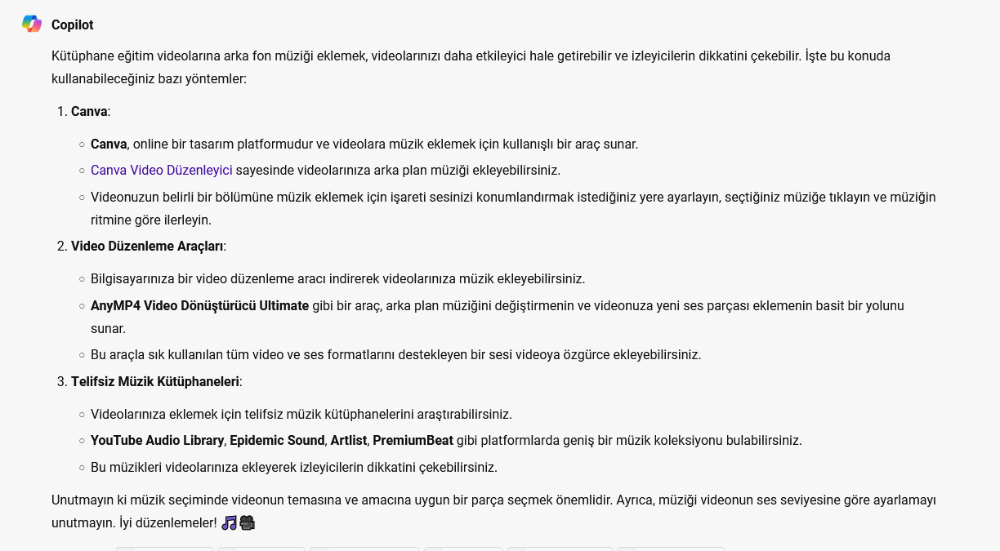 Copilot
Kütüphane eğitim videolarına arka fon müziği eklemek, videolarınızı daha etkileyici hale getirebilir ve izleyicilerin dikkatini çekebilir. İşte bu konuda
kullanabileceğiniz bazı yöntemler:
1. Canva:
○ Canva, online bir tasarım platformudur ve videolara müzik eklemek için kullanışlı bir araç sunar.
○ Canva Video Düzenleyici sayesinde videolarınıza arka plan müziği ekleyebilirsiniz.
○ Videonuzun belirli bir bölümüne müzik eklemek için işareti sesinizi konumlandırmak istediğiniz yere ayarlayın, seçtiğiniz müziğe tıklayın ve müziğin
ritmine göre ilerleyin.
2. Video Düzenleme Araçları:
○ Bilgisayarınıza bir video düzenleme aracı indirerek videolarınıza müzik ekleyebilirsiniz.
○ AnyMP4 Video Dönüştürücü Ultimate gibi bir araç, arka plan müziğini değiştirmenin ve videonuza yeni ses parçası eklemenin basit bir yolunu
sunar.
○ Bu araçla sık kullanılan tüm video ve ses formatlarını destekleyen bir sesi videoya özgürce ekleyebilirsiniz.
3. Telifsiz Müzik Kütüphaneleri:
○ Videolarınıza eklemek için telifsiz müzik kütüphanelerini araştırabilirsiniz.
○ YouTube Audio Library, Epidemic Sound, Artlist, PremiumBeat gibi platformlarda geniş bir müzik koleksiyonu bulabilirsiniz.
○ Bu müzikleri videolarınıza ekleyerek izleyicilerin dikkatini çekebilirsiniz.
Unutmayın ki müzik seçiminde videonun temasına ve amacına uygun bir parça seçmek önemlidir. Ayrıca, müziği videonun ses seviyesine göre ayarlamayı
unutmayın. İyi düzenlemeler! 🎵🎥